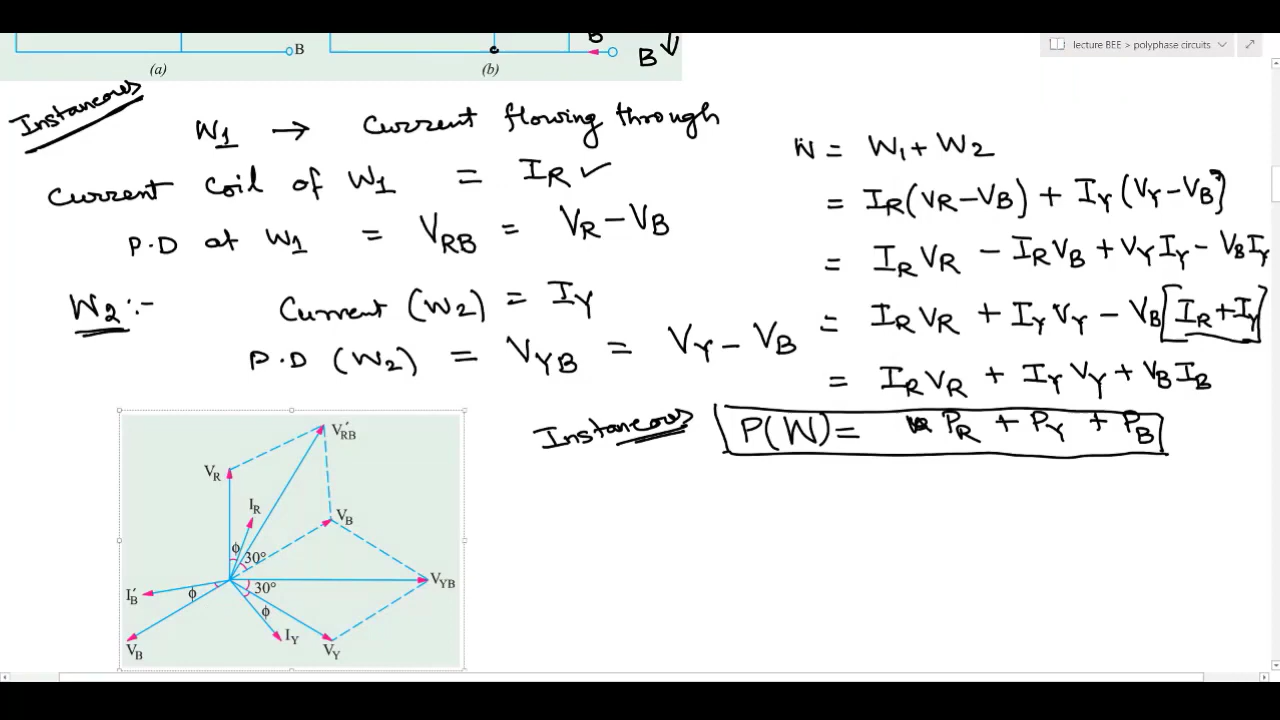 B
B
B
(a)
(b)
lecture BEE > polyphase circuits
Instaneous
W1 → Current flowing through
Current Coil of W1 = IR ✓
P.D at W1 = VRB = VR − VB
W2 :-
Current (W2) = IY
P.D (W2) = VYB = VY − VB
W = W1 + W2
= IR(VR − VB) + IY(VY − VB)
= IRVR − IRVB + VYIY − VBIY
= IRVR + IYVY − VB[IR + IY]
= IRVR + IYVY + VBIB
Instaneous
P(W) = PR + PY + PB
V′RB
VR
IR
VB
ϕ
30°
VYB
30°
I′B
ϕ
ϕ
IY
VB
VY